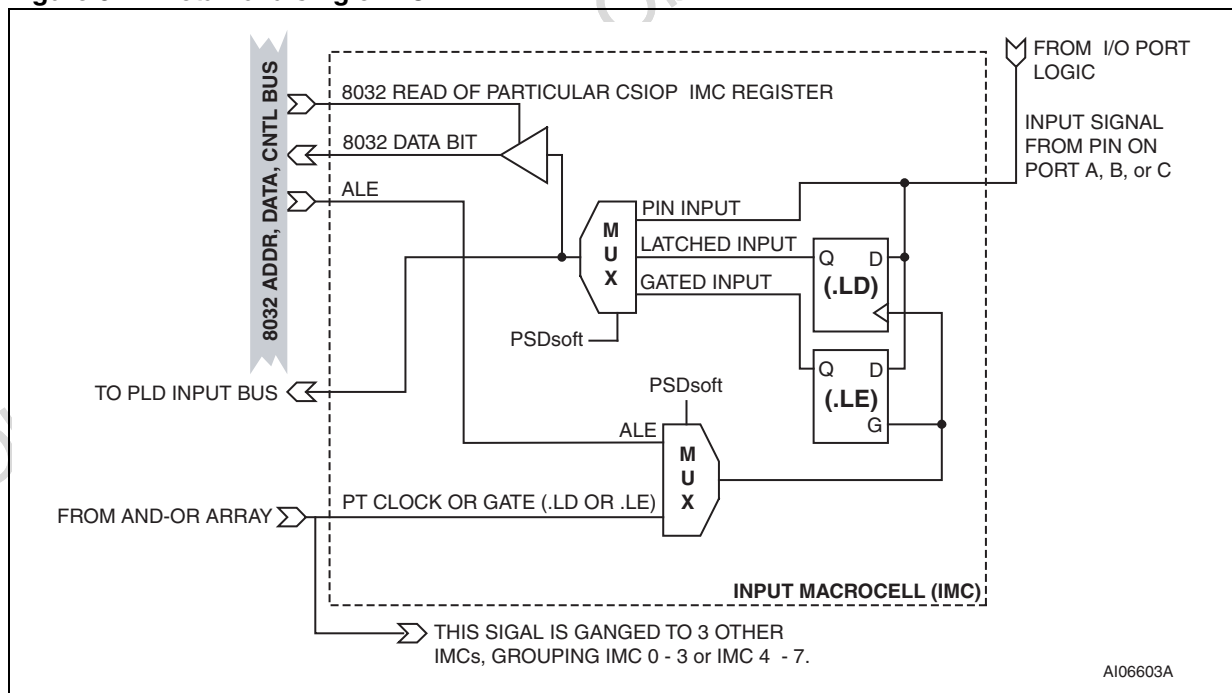 FROM I/O PORT
LOGIC
8032 ADDR, DATA, CNTL BUS
8032 READ OF PARTICULAR CSIOP IMC REGISTER
8032 DATA BIT
ALE
INPUT SIGNAL
FROM PIN ON
PORT A, B, or C
PIN INPUT
MUX
LATCHED INPUT
GATED INPUT
Q D
(.LD)
PSDsoft
Q D
(.LE)
G
TO PLD INPUT BUS
PSDsoft
ALE
MUX
PT CLOCK OR GATE (.LD OR .LE)
FROM AND-OR ARRAY
INPUT MACROCELL (IMC)
THIS SIGAL IS GANGED TO 3 OTHER
IMCs, GROUPING IMC 0 - 3 or IMC 4 - 7.
AI06603A